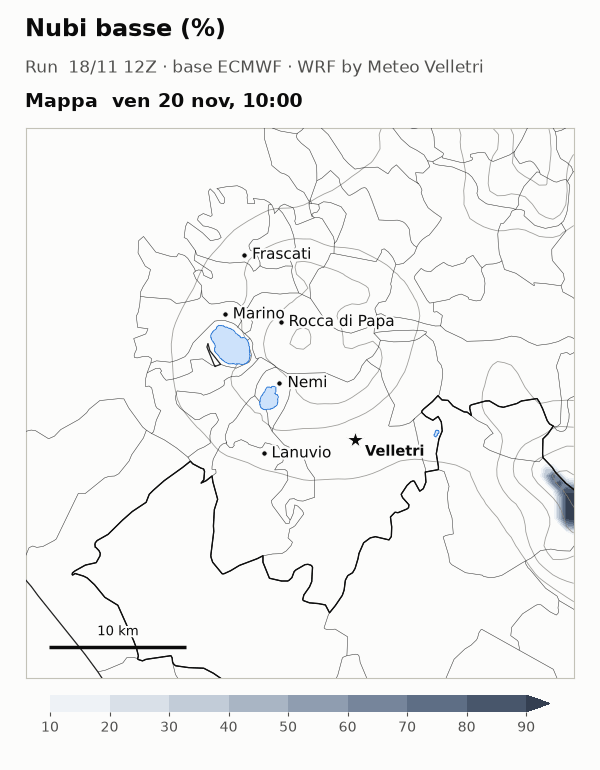 Nubi basse (%)
Run  18/11 12Z · base ECMWF · WRF by Meteo Velletri
Mappa  ven 20 nov, 10:00
Frascati
Marino
Rocca di Papa
Nemi
Velletri
Lanuvio
10 km
10 20 30 40 50 60 70 80 90